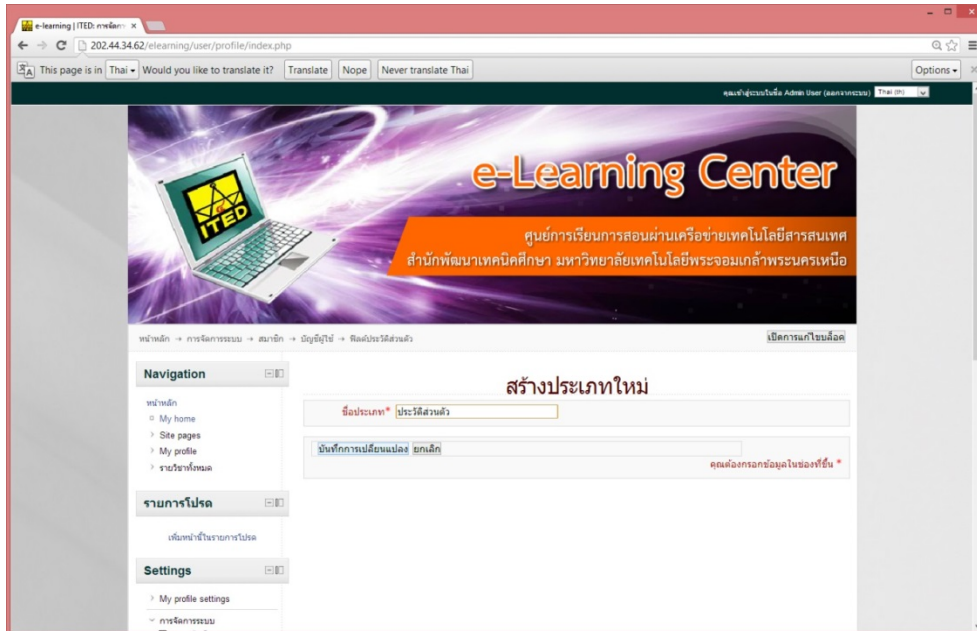 e-learning | ITED: การจัดการ
202.44.34.62/elearning/user/profile/index.php
This page is in Thai Would you like to translate it? Translate Nope Never translate Thai Options
คุณเข้าสู่ระบบในชื่อ Admin User (ออกจากระบบ) Thai (th)
ITED
e-Learning Center
ศูนย์การเรียนการสอนผ่านเครือข่ายเทคโนโลยีสารสนเทศ
สำนักพัฒนาเทคนิคศึกษา มหาวิทยาลัยเทคโนโลยีพระจอมเกล้าพระนครเหนือ
หน้าหลัก → การจัดการระบบ → สมาชิก → บัญชีผู้ใช้ → ฟิลด์ประวัติส่วนตัว
เปิดการแก้ไขบล็อค
Navigation
หน้าหลัก
My home
Site pages
My profile
รายวิชาทั้งหมด
สร้างประเภทใหม่
ชื่อประเภท* ประวัติส่วนตัว
บันทึกการเปลี่ยนแปลง ยกเลิก
คุณต้องกรอกข้อมูลในช่องที่ขึ้น *
รายการโปรด
เพิ่มหน้านี้ในรายการโปรด
Settings
My profile settings
การจัดการระบบ